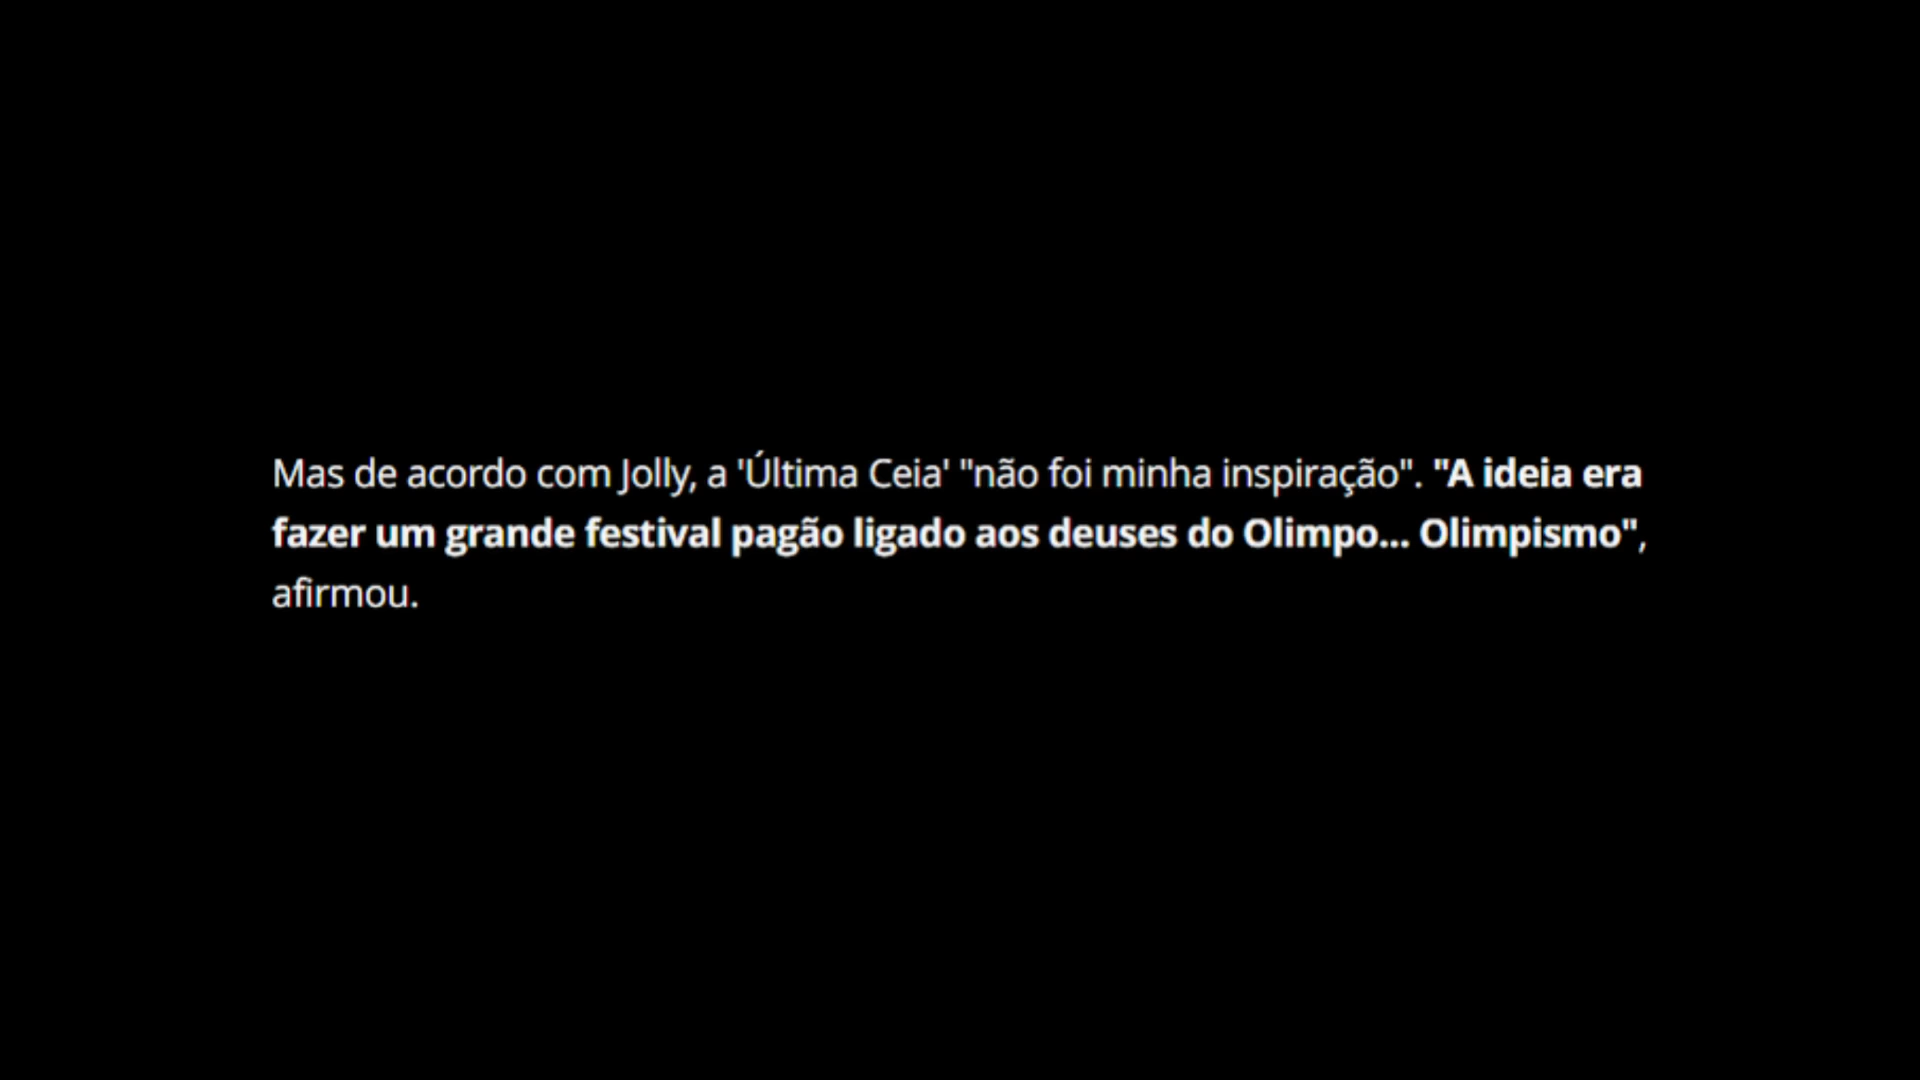 Mas de acordo com Jolly, a 'Última Ceia' "não foi minha inspiração". "A ideia era
fazer um grande festival pagão ligado aos deuses do Olimpo... Olimpismo",
afirmou.